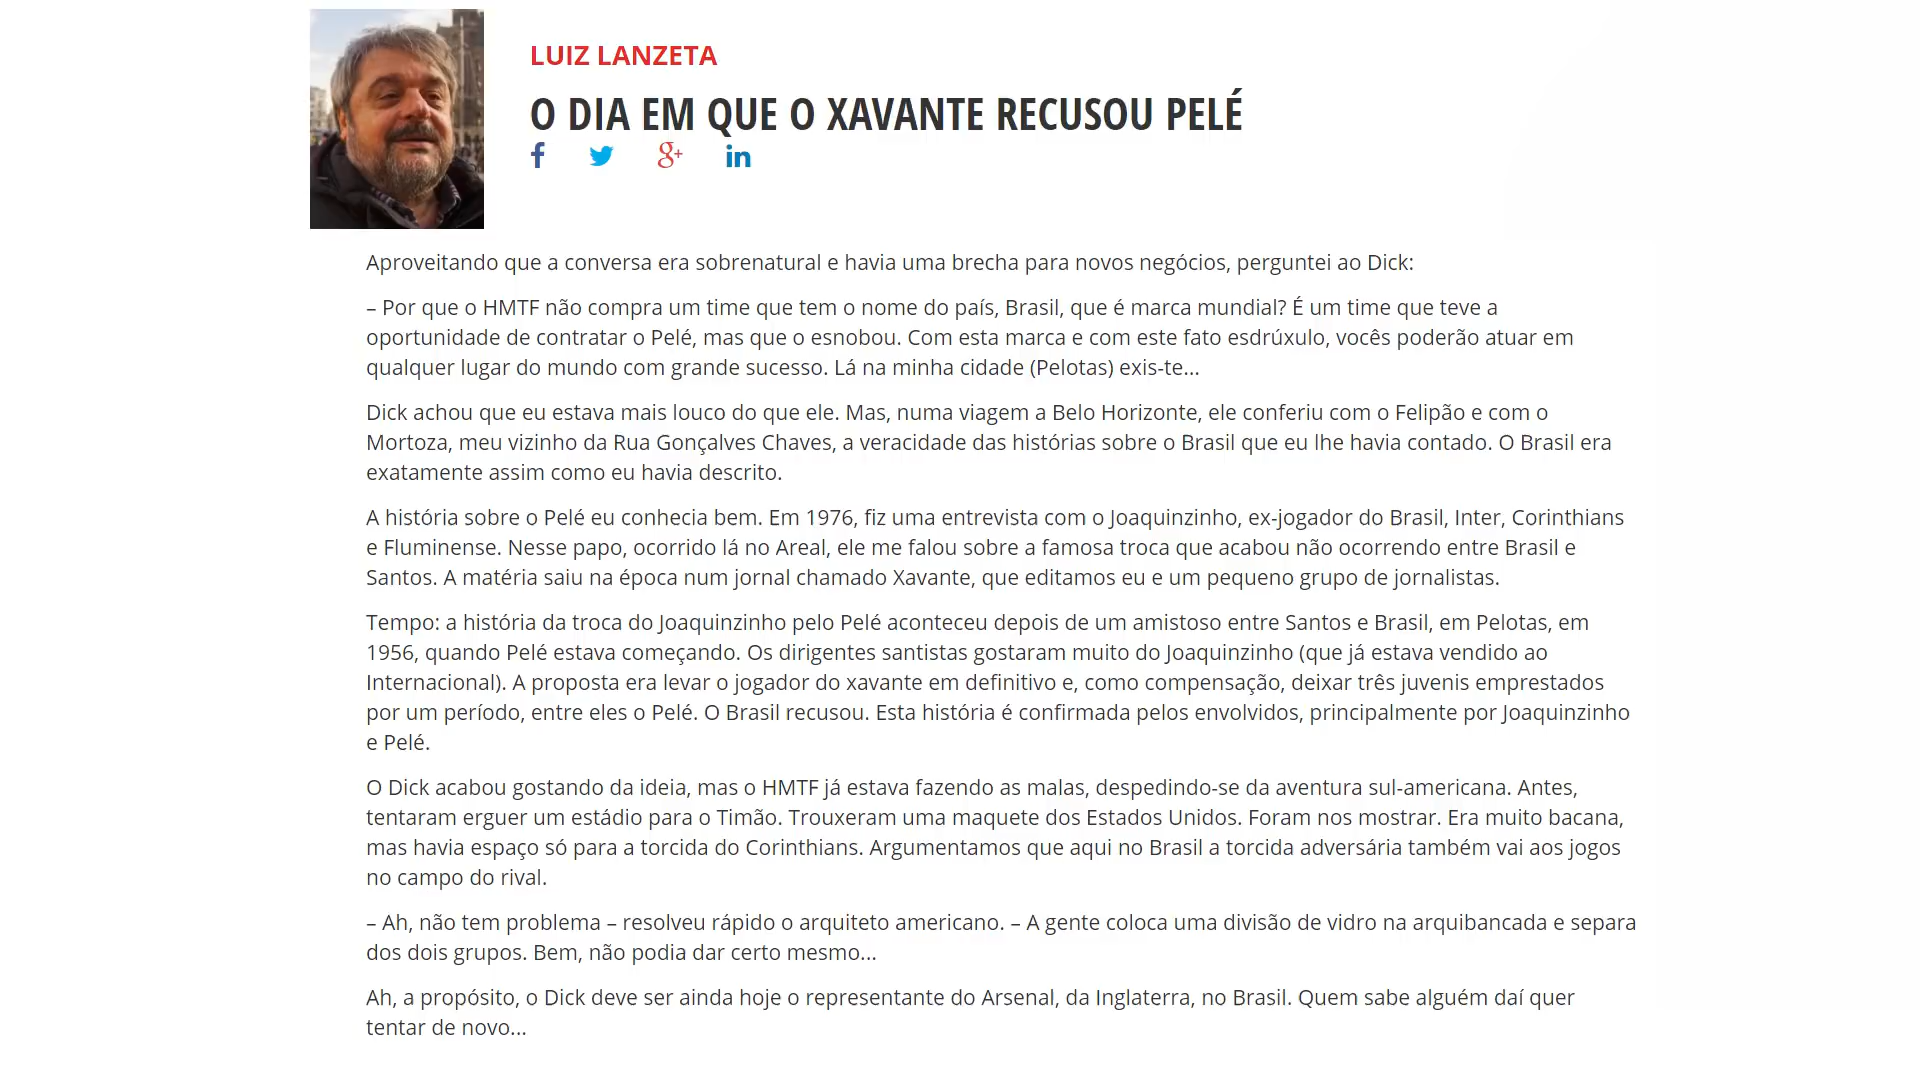 LUIZ LANZETA
O DIA EM QUE O XAVANTE RECUSOU PELÉ
f g+ in
Aproveitando que a conversa era sobrenatural e havia uma brecha para novos negócios, perguntei ao Dick:
– Por que o HMTF não compra um time que tem o nome do país, Brasil, que é marca mundial? É um time que teve a
oportunidade de contratar o Pelé, mas que o esnobou. Com esta marca e com este fato esdrúxulo, vocês poderão atuar em
qualquer lugar do mundo com grande sucesso. Lá na minha cidade (Pelotas) exis-te...
Dick achou que eu estava mais louco do que ele. Mas, numa viagem a Belo Horizonte, ele conferiu com o Felipão e com o
Mortoza, meu vizinho da Rua Gonçalves Chaves, a veracidade das histórias sobre o Brasil que eu lhe havia contado. O Brasil era
exatamente assim como eu havia descrito.
A história sobre o Pelé eu conhecia bem. Em 1976, fiz uma entrevista com o Joaquinzinho, ex-jogador do Brasil, Inter, Corinthians
e Fluminense. Nesse papo, ocorrido lá no Areal, ele me falou sobre a famosa troca que acabou não ocorrendo entre Brasil e
Santos. A matéria saiu na época num jornal chamado Xavante, que editamos eu e um pequeno grupo de jornalistas.
Tempo: a história da troca do Joaquinzinho pelo Pelé aconteceu depois de um amistoso entre Santos e Brasil, em Pelotas, em
1956, quando Pelé estava começando. Os dirigentes santistas gostaram muito do Joaquinzinho (que já estava vendido ao
Internacional). A proposta era levar o jogador do xavante em definitivo e, como compensação, deixar três juvenis emprestados
por um período, entre eles o Pelé. O Brasil recusou. Esta história é confirmada pelos envolvidos, principalmente por Joaquinzinho
e Pelé.
O Dick acabou gostando da ideia, mas o HMTF já estava fazendo as malas, despedindo-se da aventura sul-americana. Antes,
tentaram erguer um estádio para o Timão. Trouxeram uma maquete dos Estados Unidos. Foram nos mostrar. Era muito bacana,
mas havia espaço só para a torcida do Corinthians. Argumentamos que aqui no Brasil a torcida adversária também vai aos jogos
no campo do rival.
– Ah, não tem problema – resolveu rápido o arquiteto americano. – A gente coloca uma divisão de vidro na arquibancada e separa
dos dois grupos. Bem, não podia dar certo mesmo...
Ah, a propósito, o Dick deve ser ainda hoje o representante do Arsenal, da Inglaterra, no Brasil. Quem sabe alguém daí quer
tentar de novo...